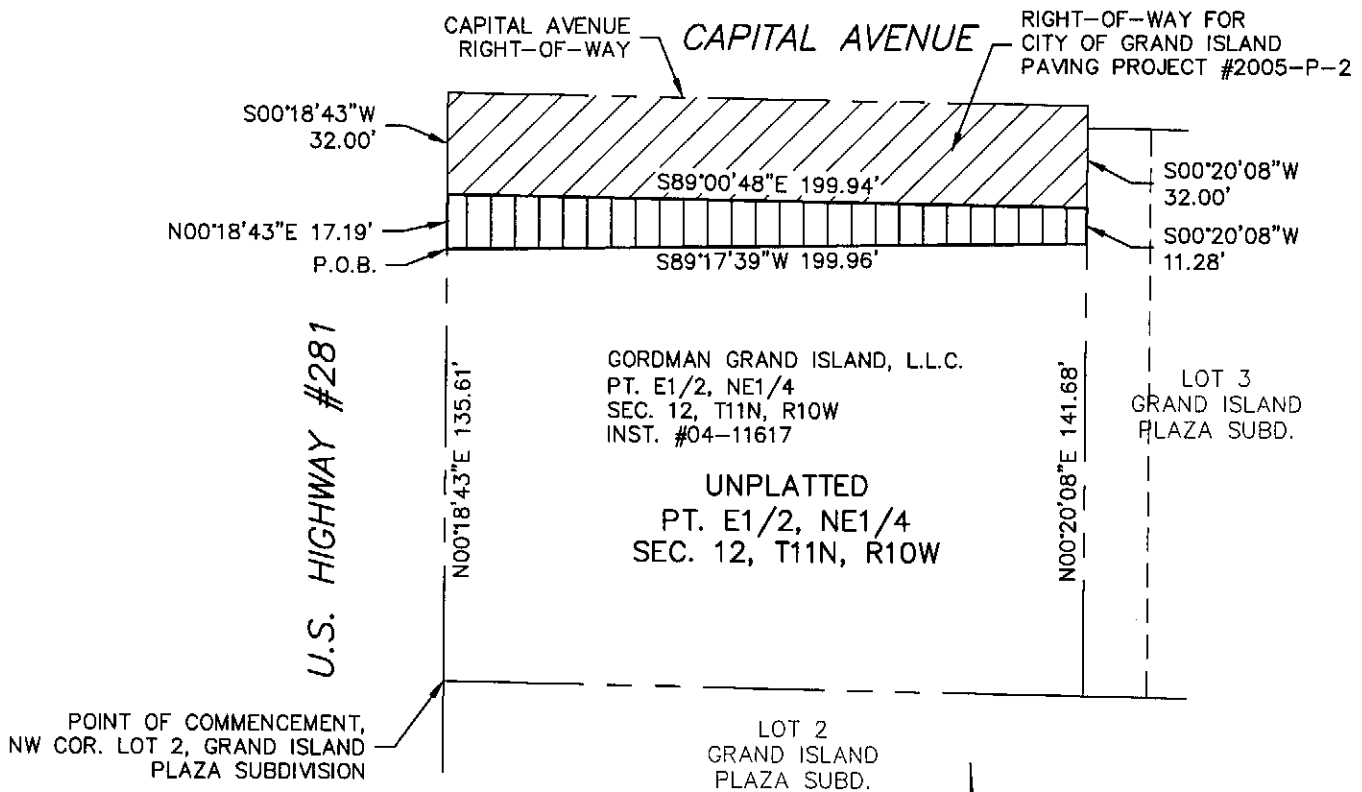 CAPITAL AVENUE
RIGHT-OF-WAY
CAPITAL AVENUE
RIGHT-OF-WAY FOR
CITY OF GRAND ISLAND
PAVING PROJECT #2005-P-2
S00°18'43"W
32.00'
S89°00'48"E 199.94'
S00°20'08"W
32.00'
N00°18'43"E 17.19'
S00°20'08"W
11.28'
P.O.B.
S89°17'39"W 199.96'
U.S. HIGHWAY #281
N00°18'43"E 135.61'
GORDMAN GRAND ISLAND, L.L.C.
PT. E1/2, NE1/4
SEC. 12, T11N, R10W
INST. #04-11617
UNPLATTED
PT. E1/2, NE1/4
SEC. 12, T11N, R10W
N00°20'08"E 141.68'
LOT 3
GRAND ISLAND
PLAZA SUBD.
POINT OF COMMENCEMENT,
NW COR. LOT 2, GRAND ISLAND
PLAZA SUBDIVISION
LOT 2
GRAND ISLAND
PLAZA SUBD.